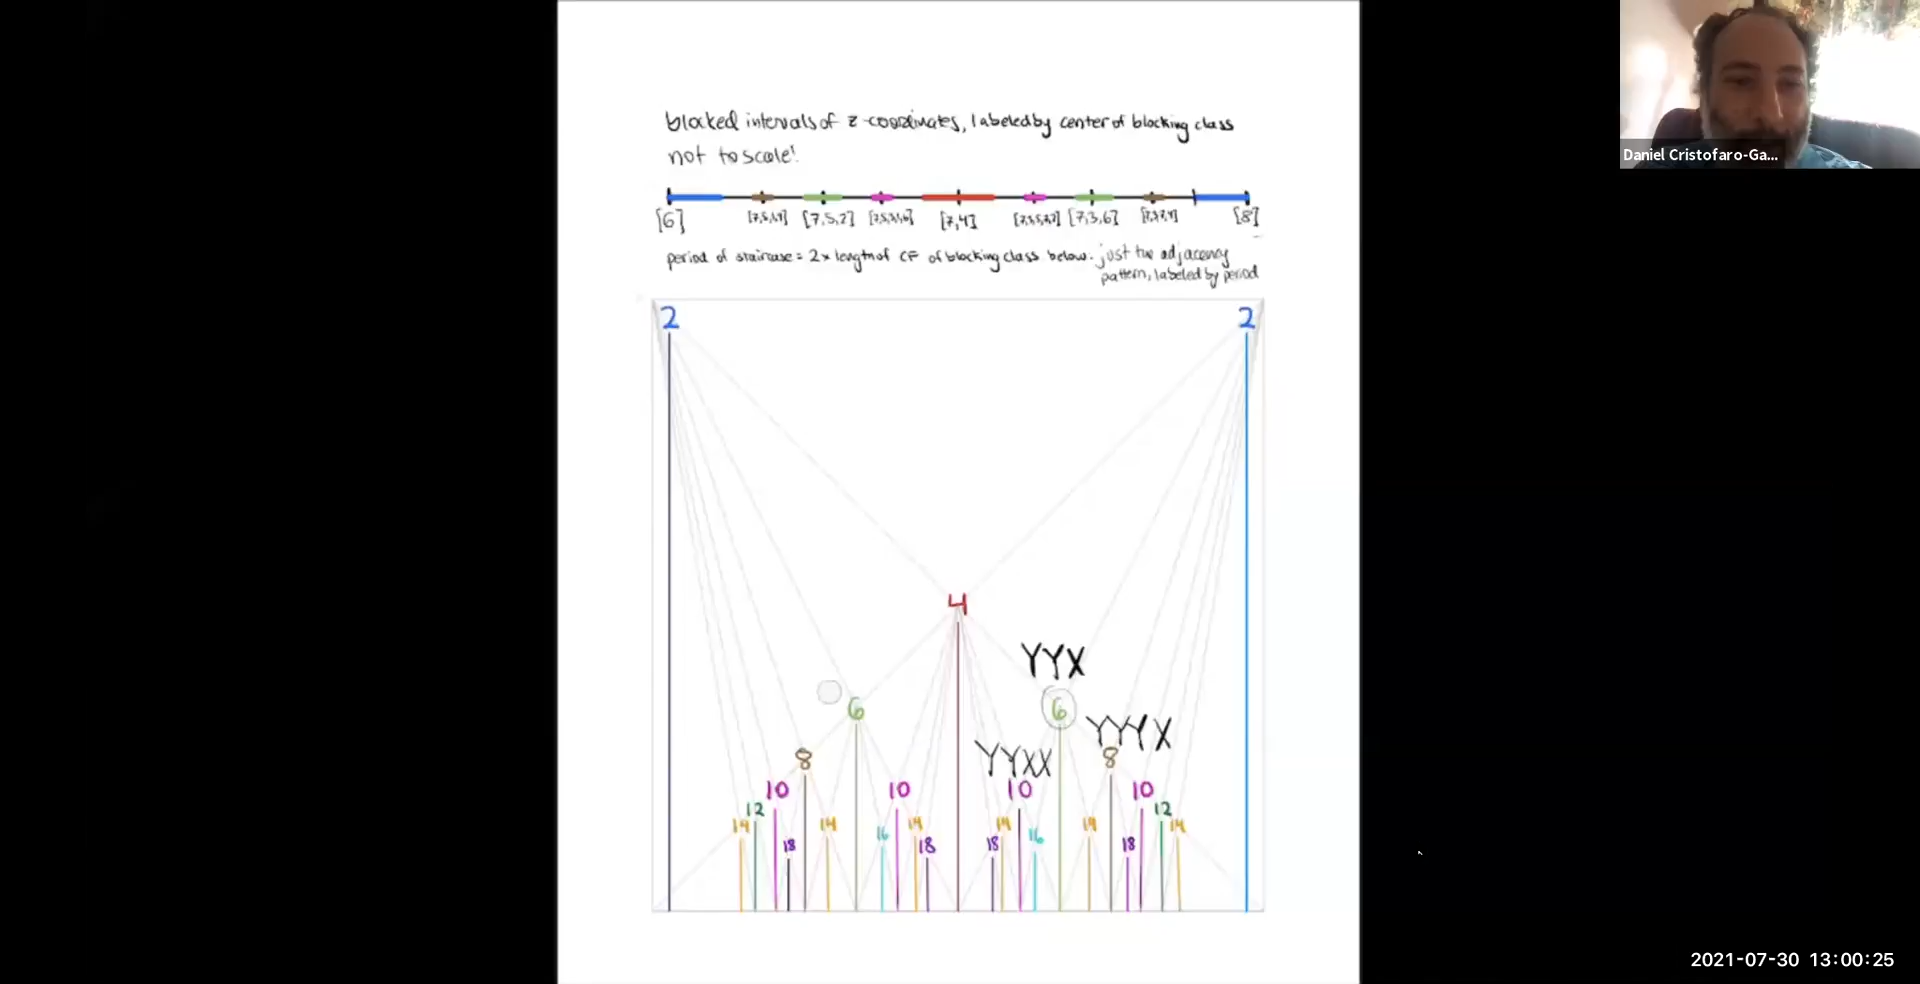 blocked intervals of z-coordinates, labeled by center of blocking class
not to scale!
[6] [7,5,2] [7,4] [7,3,6] [8]
period of staircase = 2x length of CF of blocking class below. just the adjacency
pattern, labeled by period
2 2
4
YYX
6 6
YYYX
8 YYXX 8
10 10 10 10
12 12
14 14 14 14 14 14
16 16
18 18 18 18
Daniel Cristofaro-Ga...
2021-07-30 13:00:25